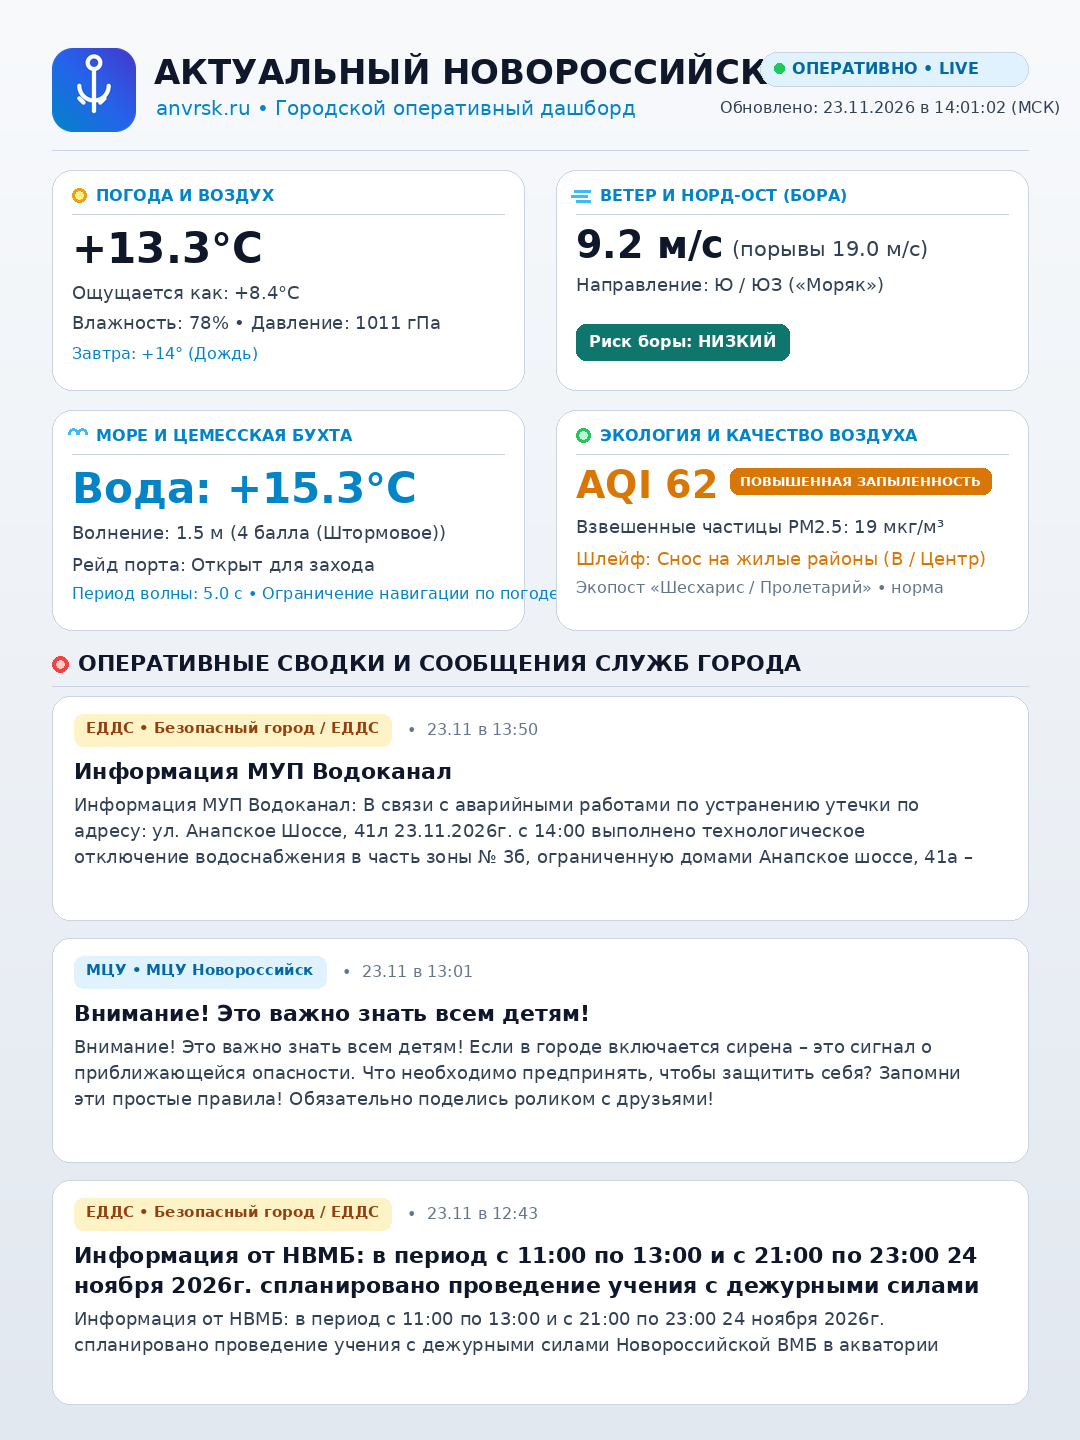 АКТУАЛЬНЫЙ НОВОРОССИЙСК
ОПЕРАТИВНО • LIVE
anvrsk.ru • Городской оперативный дашборд
Обновлено: 23.11.2026 в 14:01:02 (МСК)
ПОГОДА И ВОЗДУХ
+13.3°C
Ощущается как: +8.4°C
Влажность: 78% • Давление: 1011 гПа
Завтра: +14° (Дождь)
ВЕТЕР И НОРД-ОСТ (БОРА)
9.2 м/с (порывы 19.0 м/с)
Направление: Ю / ЮЗ («Моряк»)
Риск боры: НИЗКИЙ
МОРЕ И ЦЕМЕССКАЯ БУХТА
Вода: +15.3°C
Волнение: 1.5 м (4 балла (Штормовое))
Рейд порта: Открыт для захода
Период волны: 5.0 с • Ограничение навигации по погоде
ЭКОЛОГИЯ И КАЧЕСТВО ВОЗДУХА
AQI 62 ПОВЫШЕННАЯ ЗАПЫЛЕННОСТЬ
Взвешенные частицы PM2.5: 19 мкг/м³
Шлейф: Снос на жилые районы (В / Центр)
Экопост «Шесхарис / Пролетарий» • норма
ОПЕРАТИВНЫЕ СВОДКИ И СООБЩЕНИЯ СЛУЖБ ГОРОДА
ЕДДС • Безопасный город / ЕДДС • 23.11 в 13:50
Информация МУП Водоканал
Информация МУП Водоканал: В связи с аварийными работами по устранению утечки по
адресу: ул. Анапское Шоссе, 41л 23.11.2026г. с 14:00 выполнено технологическое
отключение водоснабжения в часть зоны № 3б, ограниченную домами Анапское шоссе, 41а –
МЦУ • МЦУ Новороссийск • 23.11 в 13:01
Внимание! Это важно знать всем детям!
Внимание! Это важно знать всем детям! Если в городе включается сирена – это сигнал о
приближающейся опасности. Что необходимо предпринять, чтобы защитить себя? Запомни
эти простые правила! Обязательно поделись роликом с друзьями!
ЕДДС • Безопасный город / ЕДДС • 23.11 в 12:43
Информация от НВМБ: в период с 11:00 по 13:00 и с 21:00 по 23:00 24
ноября 2026г. спланировано проведение учения с дежурными силами
Информация от НВМБ: в период с 11:00 по 13:00 и с 21:00 по 23:00 24 ноября 2026г.
спланировано проведение учения с дежурными силами Новороссийской ВМБ в акватории